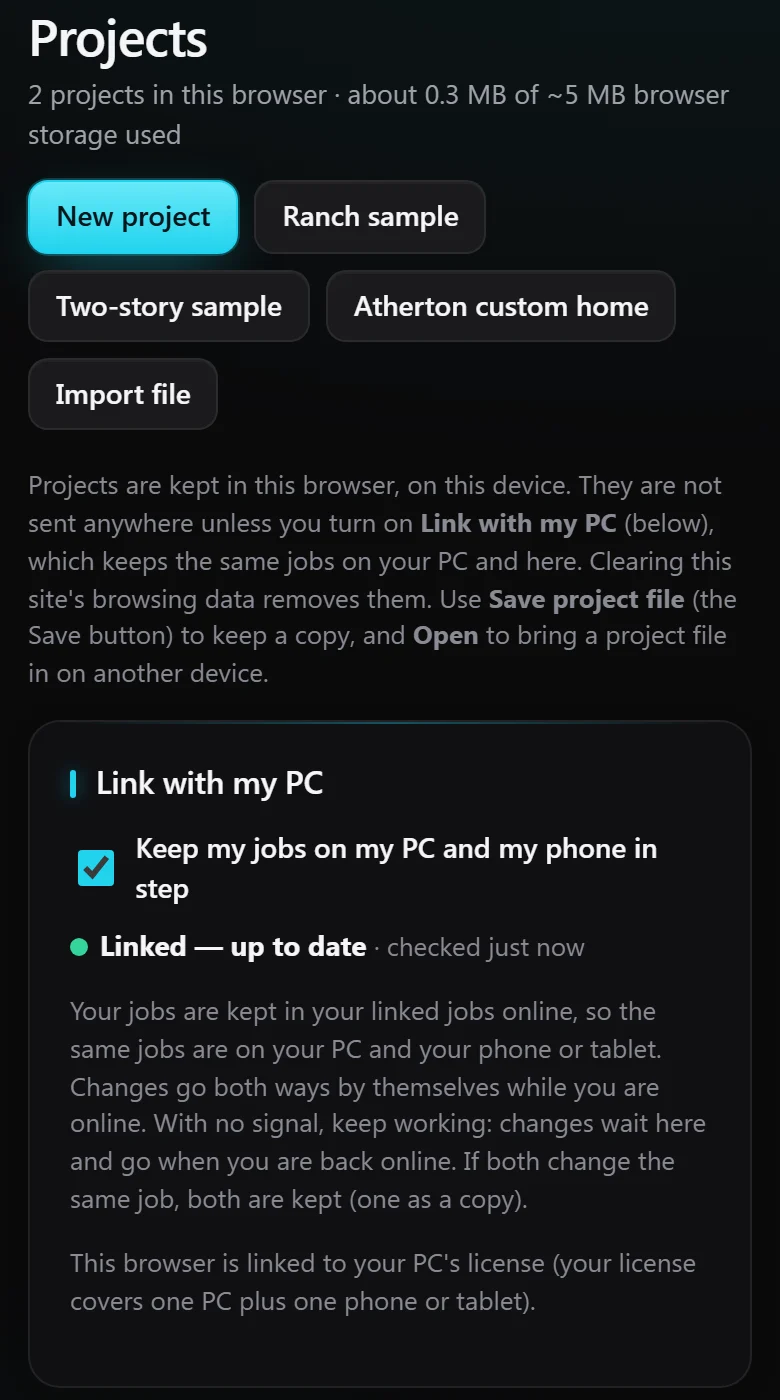 Projects
2 projects in this browser · about 0.3 MB of ~5 MB browser
storage used
New project
Ranch sample
Two-story sample
Atherton custom home
Import file
Projects are kept in this browser, on this device. They are not
sent anywhere unless you turn on Link with my PC (below),
which keeps the same jobs on your PC and here. Clearing this
site's browsing data removes them. Use Save project file (the
Save button) to keep a copy, and Open to bring a project file
in on another device.
Link with my PC
Keep my jobs on my PC and my phone in
step
Linked — up to date · checked just now
Your jobs are kept in your linked jobs online, so the
same jobs are on your PC and your phone or tablet.
Changes go both ways by themselves while you are
online. With no signal, keep working: changes wait here
and go when you are back online. If both change the
same job, both are kept (one as a copy).
This browser is linked to your PC's license (your license
covers one PC plus one phone or tablet).